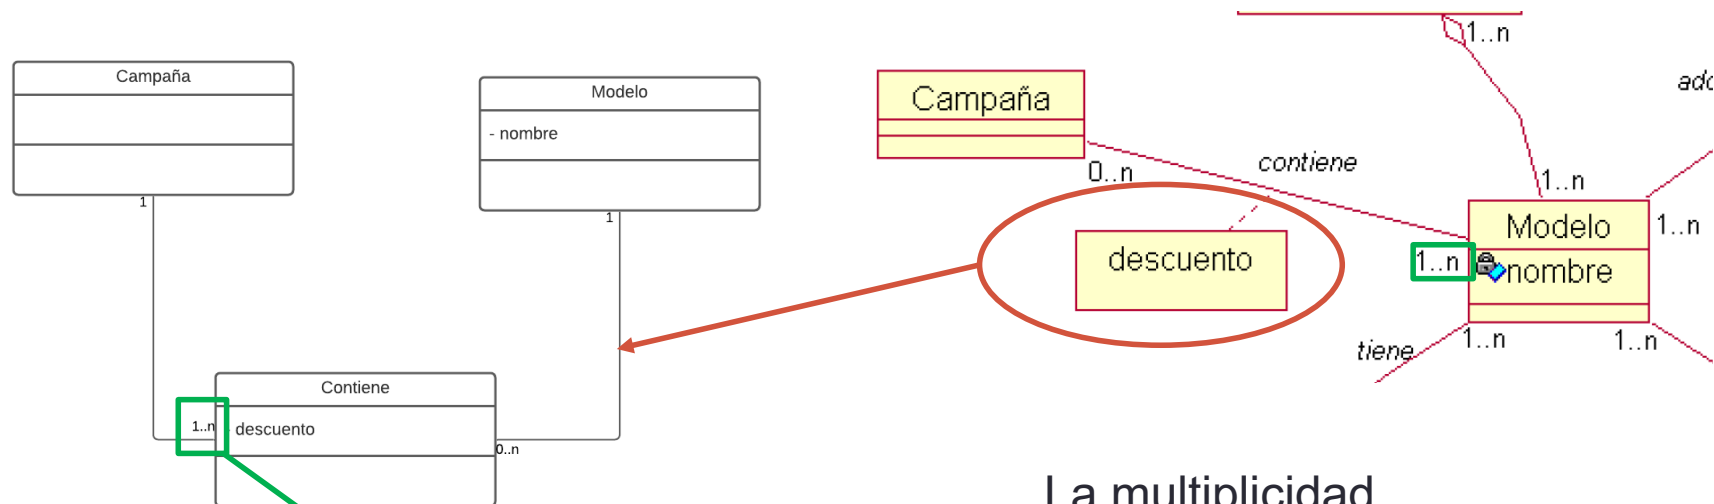 Campaña
1
Modelo
- nombre
1
Contiene
1..n
descuento
0..n
1..n
Campaña
0..n
contiene
descuento
1..n
Modelo
1..n
1..n
nombre
tiene
1..n
1..n
La multiplicidad